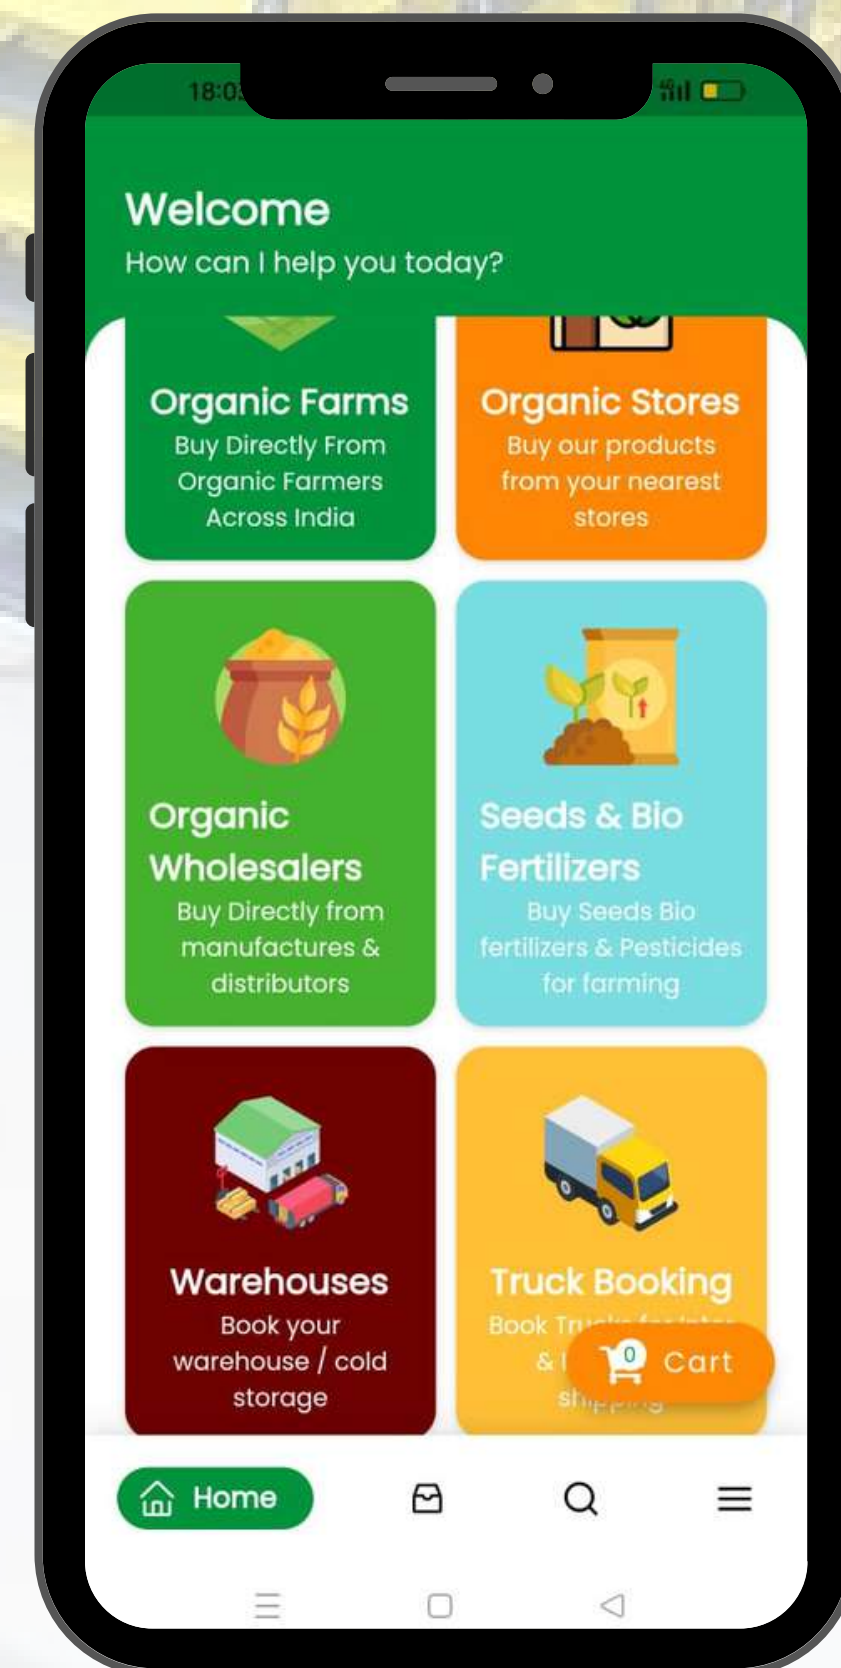 Welcome
How can I help you today?
Organic Farms
Buy Directly From
Organic Farmers
Across India
Organic Stores
Buy our products
from your nearest
stores
Organic
Wholesalers
Buy Directly from
manufactures &
distributors
Seeds & Bio
Fertilizers
Buy Seeds Bio
fertilizers & Pesticides
for farming
Warehouses
Book your
warehouse / cold
storage
Truck Booking
Book
&
shipping
0 Cart
Home